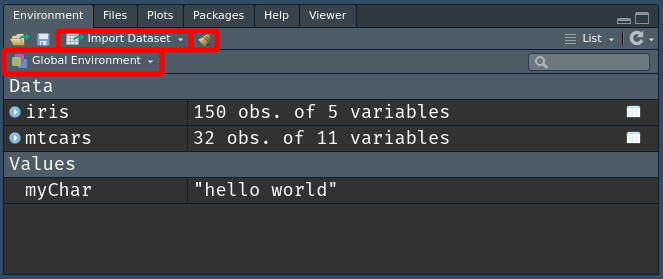 Environment Files Plots Packages Help Viewer
Import Dataset List
Global Environment
Data
iris 150 obs. of 5 variables
mtcars 32 obs. of 11 variables
Values
myChar "hello world"